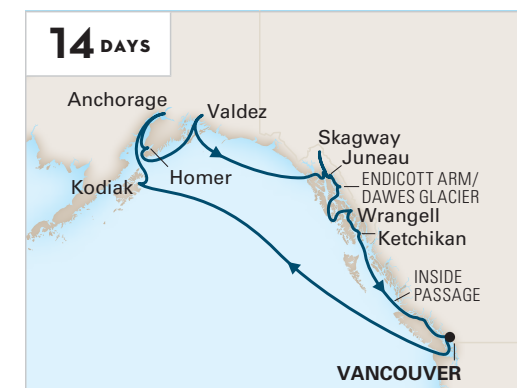 14 DAYS
Anchorage
Valdez
Skagway
Juneau
Homer
ENDICOTT ARM/
DAWES GLACIER
Kodiak
Wrangell
Ketchikan
INSIDE
PASSAGE
VANCOUVER